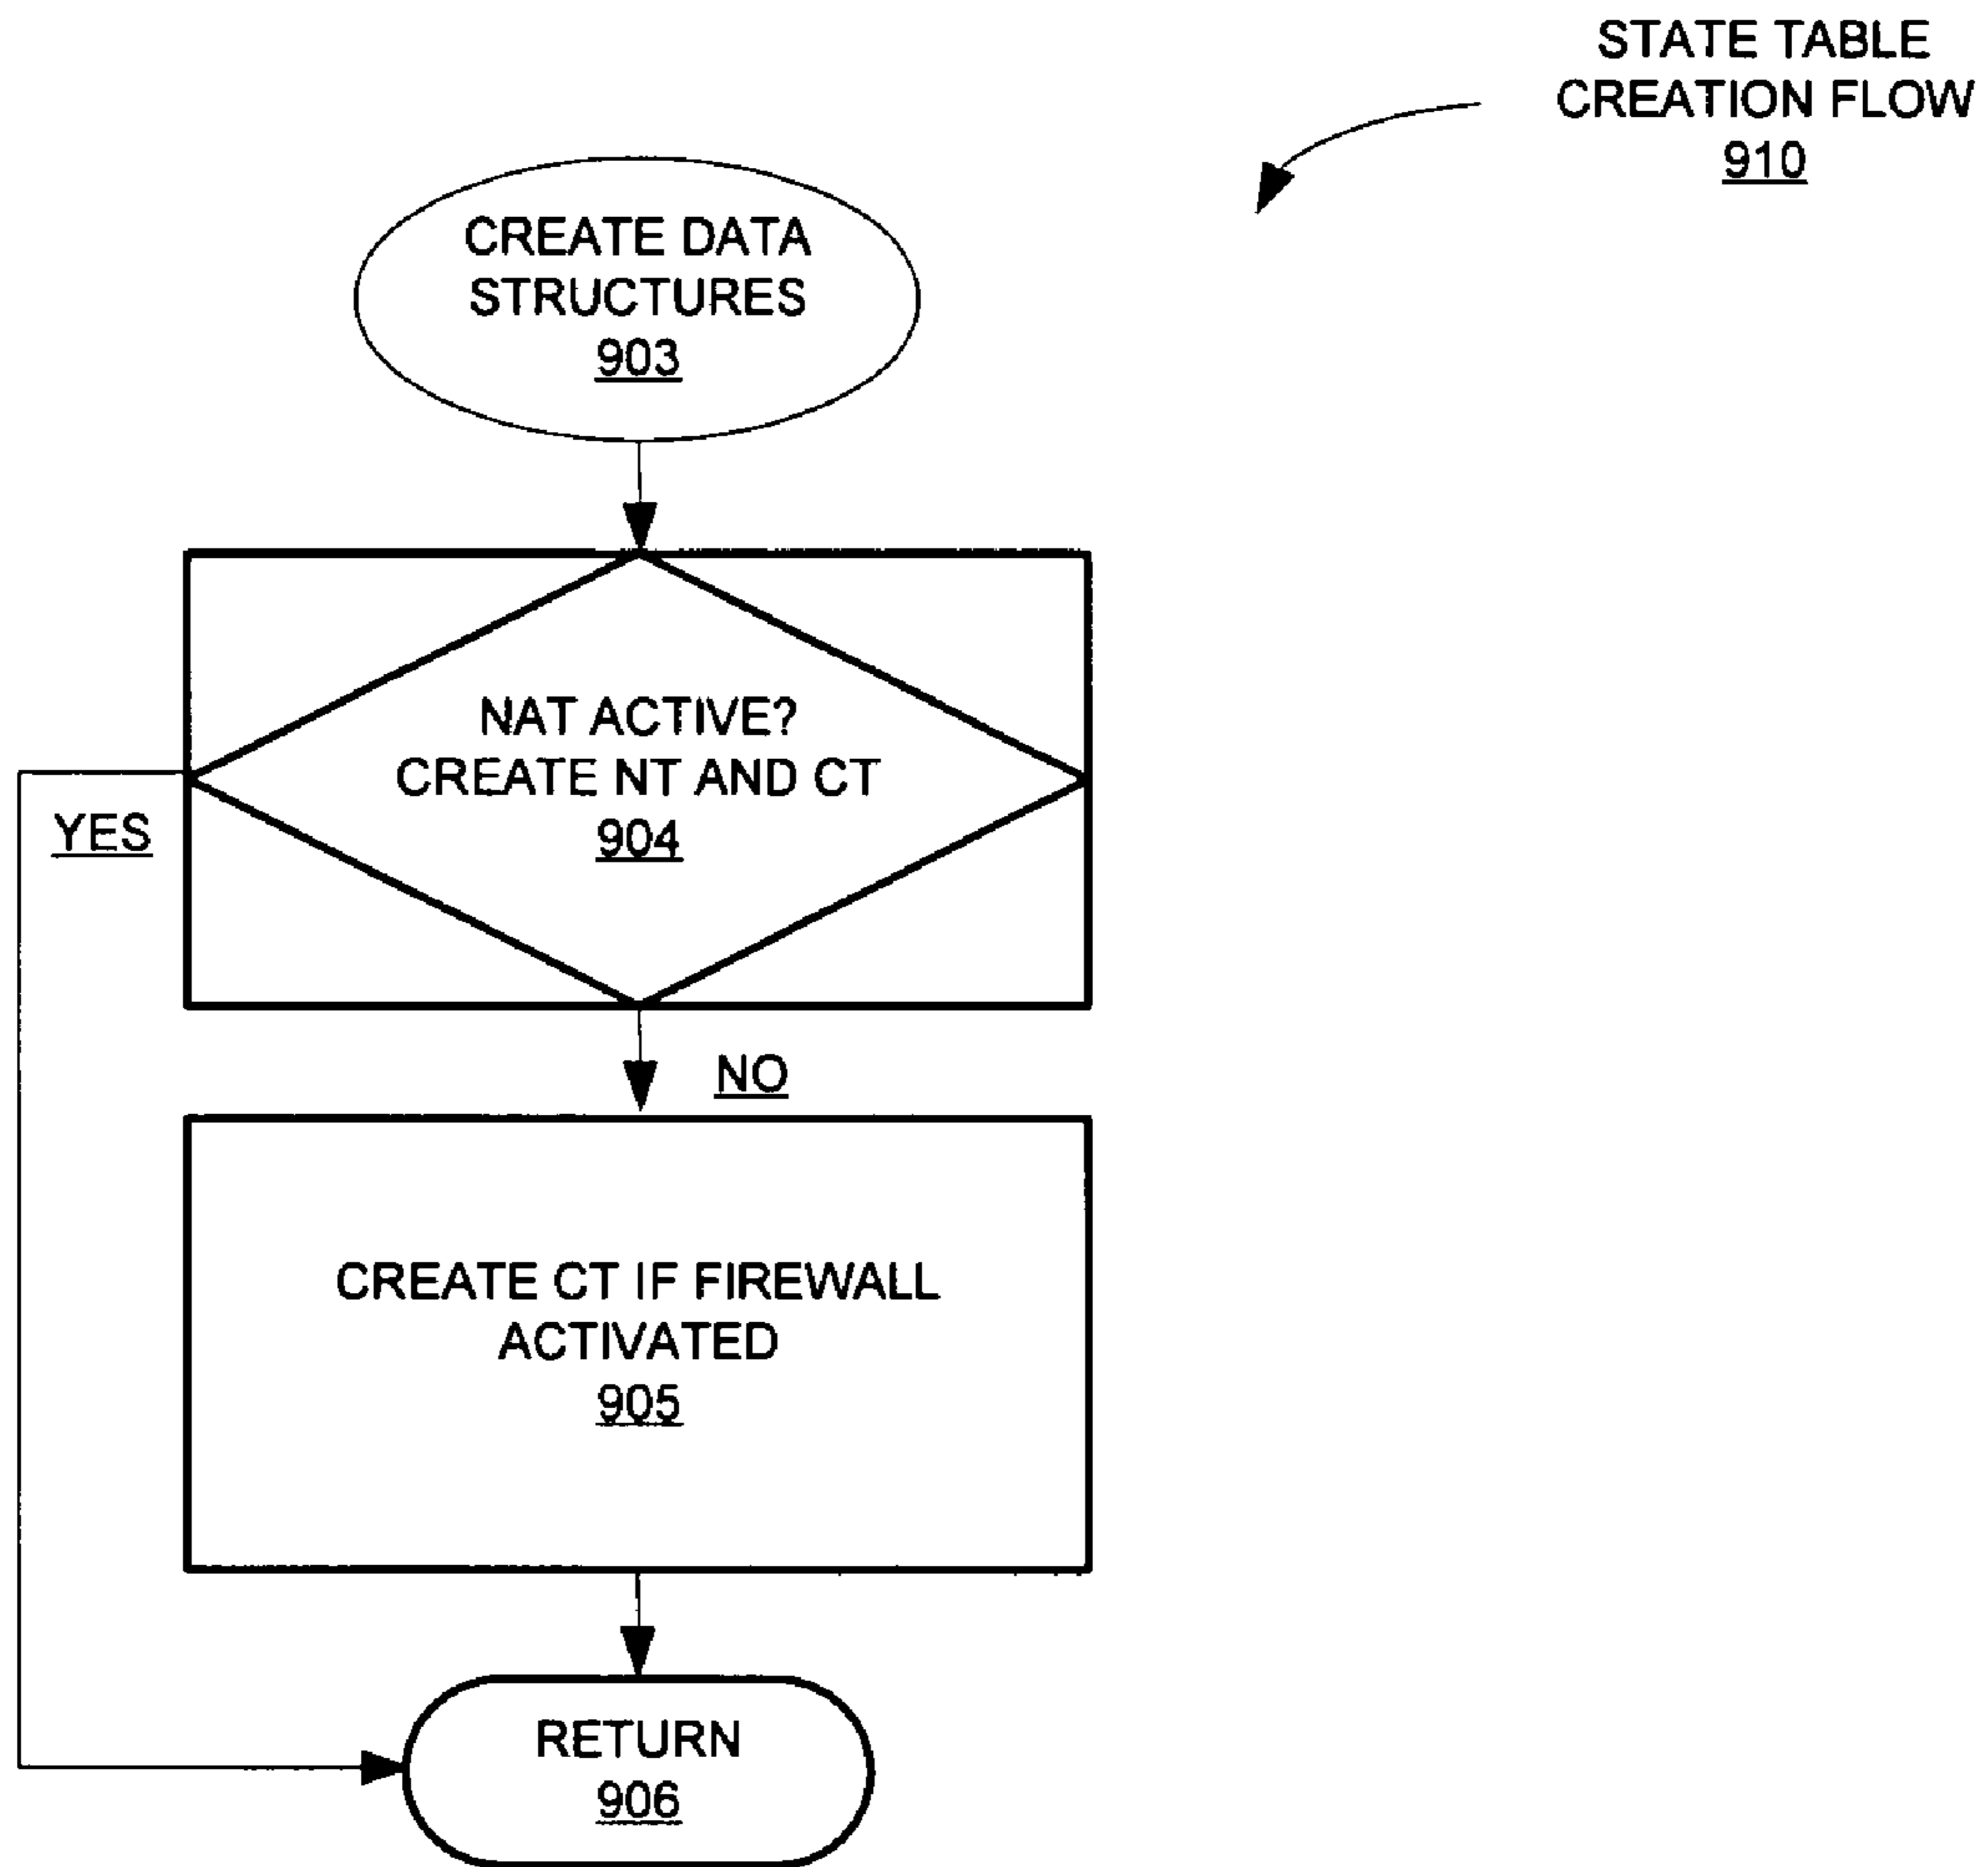 STATE TABLE
CREATION FLOW
910
CREATE DATA
STRUCTURES
903
NAT ACTIVE?
CREATE NT AND CT
904
YES
NO
CREATE CT IF FIREWALL
ACTIVATED
905
RETURN
906